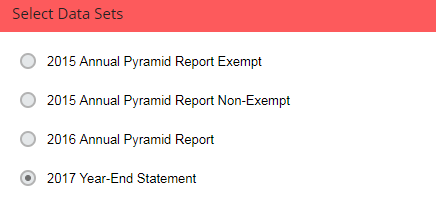 Select Data Sets
2015 Annual Pyramid Report Exempt
2015 Annual Pyramid Report Non-Exempt
2016 Annual Pyramid Report
2017 Year-End Statement